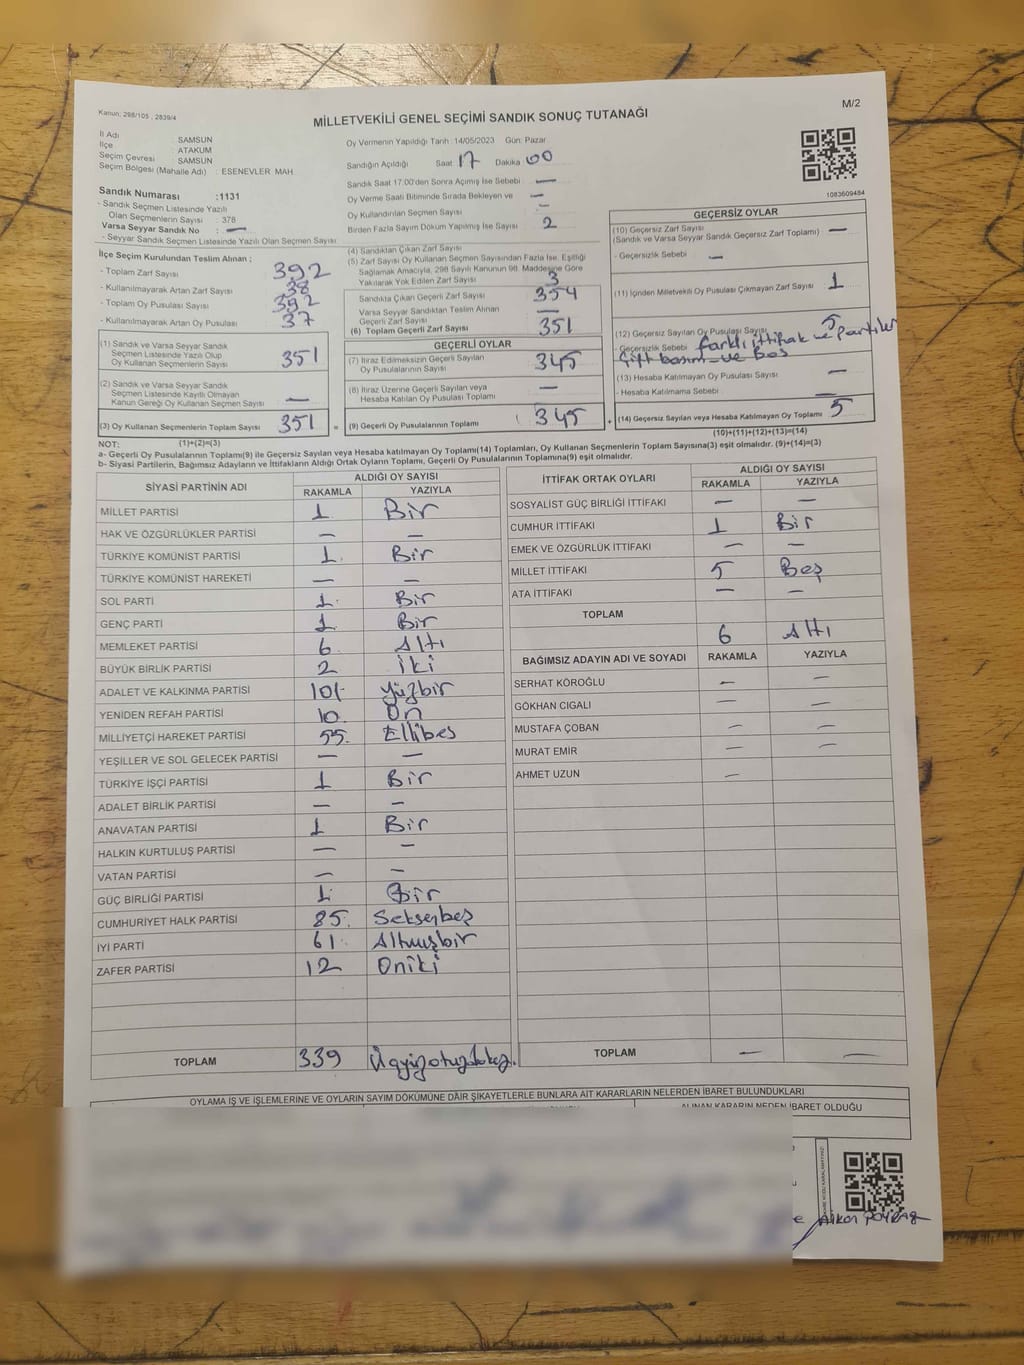 Kanun: 298/105 , 2839/4
M/2
MİLLETVEKİLİ GENEL SEÇİMİ SANDIK SONUÇ TUTANAĞI
İl Adı : SAMSUN
İlçe : ATAKUM
Seçim Çevresi : SAMSUN
Seçim Bölgesi (Mahalle Adı) : ESENEVLER MAH
Sandık Numarası :1131
- Sandık Seçmen Listesinde Yazılı
Olan Seçmenlerin Sayısı : 378
Varsa Seyyar Sandık No : —
- Seyyar Sandık Seçmen Listesinde Yazılı Olan Seçmen Sayısı
Oy Vermenin Yapıldığı Tarih :14/05/2023 Gün: Pazar
Sandığın Açıldığı Saat 17 Dakika 00
Sandık Saat 17:00'den Sonra Açılmış İse Sebebi : —
Oy Verme Saati Bitiminde Sırada Bekleyen ve —
Oy Kullandırılan Seçmen Sayısı —
Birden Fazla Sayım Döküm Yapılmış İse Sayısı 2
1083609484
İlçe Seçim Kurulundan Teslim Alınan ;
- Toplam Zarf Sayısı 392
- Kullanılmayarak Artan Zarf Sayısı 38
- Toplam Oy Pusulası Sayısı 392
- Kullanılmayarak Artan Oy Pusulası 37
(1) Sandık ve Varsa Seyyar Sandık
Seçmen Listesinde Yazılı Olup
Oy Kullanan Seçmenlerin Sayısı 351
(2) Sandık ve Varsa Seyyar Sandık
Seçmen Listesinde Kayıtlı Olmayan
Kanun Gereği Oy Kullanan Seçmen Sayısı —
(3) Oy Kullanan Seçmenlerin Toplam Sayısı 351 =
(4) Sandıktan Çıkan Zarf Sayısı
(5) Zarf Sayısı Oy Kullanan Seçmen Sayısından Fazla İse, Eşitliği
Sağlamak Amacıyla, 298 Sayılı Kanunun 98. Maddesine Göre
Yakılarak Yok Edilen Zarf Sayısı 3
Sandıkta Çıkan Geçerli Zarf Sayısı 354
Varsa Seyyar Sandıktan Teslim Alınan
Geçerli Zarf Sayısı —
(6) Toplam Geçerli Zarf Sayısı 351
GEÇERLİ OYLAR
(7) İtiraz Edilmeksizin Geçerli Sayılan
Oy Pusulalarının Sayısı 345
(8) İtiraz Üzerine Geçerli Sayılan veya
Hesaba Katılan Oy Pusulası Toplamı —
(9) Geçerli Oy Pusulalarının Toplamı 345 +
GEÇERSİZ OYLAR
(10) Geçersiz Zarf Sayısı
(Sandık ve Varsa Seyyar Sandık Geçersiz Zarf Toplamı) —
- Geçersizlik Sebebi : —
(11) İçinden Milletvekili Oy Pusulası Çıkmayan Zarf Sayısı 1
(12) Geçersiz Sayılan Oy Pusulası Sayısı 5
- Geçersizlik Sebebi farklı ittifak ve partiler
Çift basım ve Boş
(13) Hesaba Katılmayan Oy Pusulası Sayısı —
- Hesaba Katılmama Sebebi —
(14) Geçersiz Sayılan veya Hesaba Katılmayan Oy Toplamı 5
(10)+(11)+(12)+(13)=(14)
NOT: (1)+(2)=(3)
a- Geçerli Oy Pusulalarının Toplamı(9) ile Geçersiz Sayılan veya Hesaba katılmayan Oy Toplamı(14) Toplamları, Oy Kullanan Seçmenlerin Toplam Sayısına(3) eşit olmalıdır. (9)+(14)=(3)
b- Siyasi Partilerin, Bağımsız Adayların ve İttifakların Aldığı Ortak Oyların Toplamı, Geçerli Oy Pusulalarının Toplamına(9) eşit olmalıdır.
SİYASİ PARTİNİN ADI ALDIĞI OY SAYISI
RAKAMLA YAZIYLA
MİLLET PARTİSİ 1 Bir
HAK VE ÖZGÜRLÜKLER PARTİSİ — —
TÜRKİYE KOMÜNİST PARTİSİ 1 Bir
TÜRKİYE KOMÜNİST HAREKETİ — —
SOL PARTİ 1 Bir
GENÇ PARTİ 1 Bir
MEMLEKET PARTİSİ 6 Altı
BÜYÜK BİRLİK PARTİSİ 2 İki
ADALET VE KALKINMA PARTİSİ 101 Yüzbir
YENİDEN REFAH PARTİSİ 10 On
MİLLİYETÇİ HAREKET PARTİSİ 55 Ellibeş
YEŞİLLER VE SOL GELECEK PARTİSİ — —
TÜRKİYE İŞÇİ PARTİSİ 1 Bir
ADALET BİRLİK PARTİSİ — —
ANAVATAN PARTİSİ 1 Bir
HALKIN KURTULUŞ PARTİSİ — —
VATAN PARTİSİ — —
GÜÇ BİRLİĞİ PARTİSİ 1 Bir
CUMHURİYET HALK PARTİSİ 85 Seksenbeş
İYİ PARTİ 61 Altmışbir
ZAFER PARTİSİ 12 Oniki
TOPLAM 339 Üçyüzotuzdokuz
İTTİFAK ORTAK OYLARI ALDIĞI OY SAYISI
RAKAMLA YAZIYLA
SOSYALİST GÜÇ BİRLİĞİ İTTİFAKI — —
CUMHUR İTTİFAKI 1 Bir
EMEK VE ÖZGÜRLÜK İTTİFAKI — —
MİLLET İTTİFAKI 5 Beş
ATA İTTİFAKI — —
TOPLAM 6 Altı
BAĞIMSIZ ADAYIN ADI VE SOYADI RAKAMLA YAZIYLA
SERHAT KÖROĞLU — —
GÖKHAN CIGALI — —
MUSTAFA ÇOBAN — —
MURAT EMİR — —
AHMET UZUN —
TOPLAM — —
OYLAMA İŞ VE İŞLEMLERİNE VE OYLARIN SAYIM DÖKÜMÜNE DAİR ŞİKAYETLERLE BUNLARA AİT KARARLARIN NELERDEN İBARET BULUNDUKLARI
ALINAN KARARIN NEDEN İBARET OLDUĞU